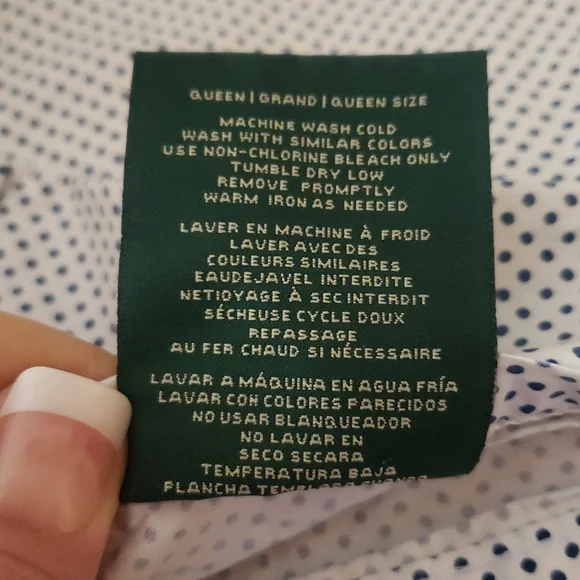 QUEEN | GRAND | QUEEN SIZE
MACHINE WASH COLD
WASH WITH SIMILAR COLORS
USE NON-CHLORINE BLEACH ONLY
TUMBLE DRY LOW
REMOVE PROMPTLY
WARM IRON AS NEEDED
LAVER EN MACHINE À FROID
LAVER AVEC DES
COULEURS SIMILAIRES
EAUDEJAVEL INTERDITE
NETTOYAGE À SEC INTERDIT
SÉCHEUSE CYCLE DOUX
REPASSAGE
AU FER CHAUD SI NÉCESSAIRE
LAVAR A MÁQUINA EN AGUA FRÍA
LAVAR CON COLORES PARECIDOS
NO USAR BLANQUEADOR
NO LAVAR EN
SECO SECARA
TEMPERATURA BAJA
PLANCHA